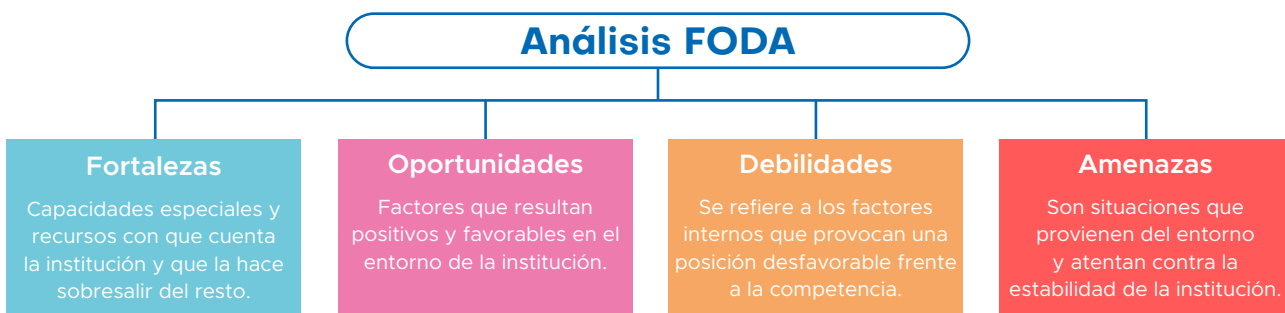 Análisis FODA
Fortalezas
Capacidades especiales y
recursos con que cuenta
la institución y que la hace
sobresalir del resto.
Oportunidades
Factores que resultan
positivos y favorables en el
entorno de la institución.
Debilidades
Se refiere a los factores
internos que provocan una
posición desfavorable frente
a la competencia.
Amenazas
Son situaciones que
provienen del entorno
y atentan contra la
estabilidad de la institución.